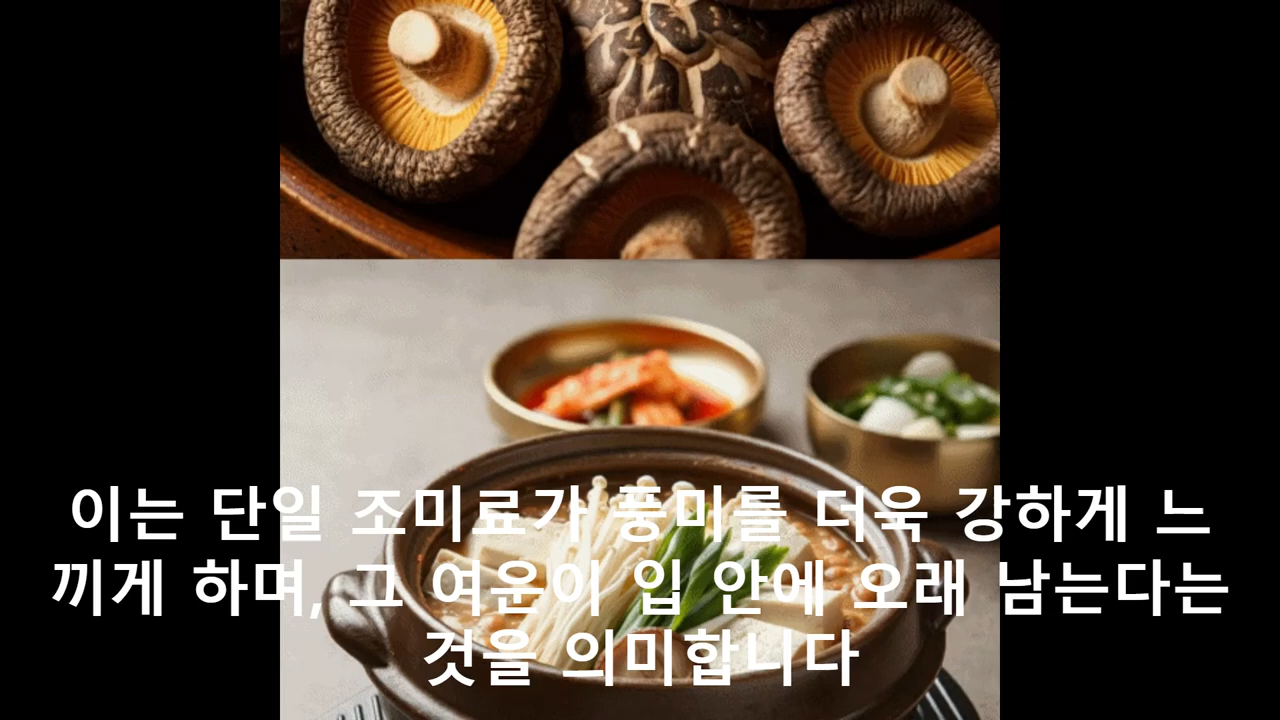 이는 단일 조미료가 풍미를 더욱 강하게 느
끼게 하며, 그 여운이 입 안에 오래 남는다는
것을 의미합니다